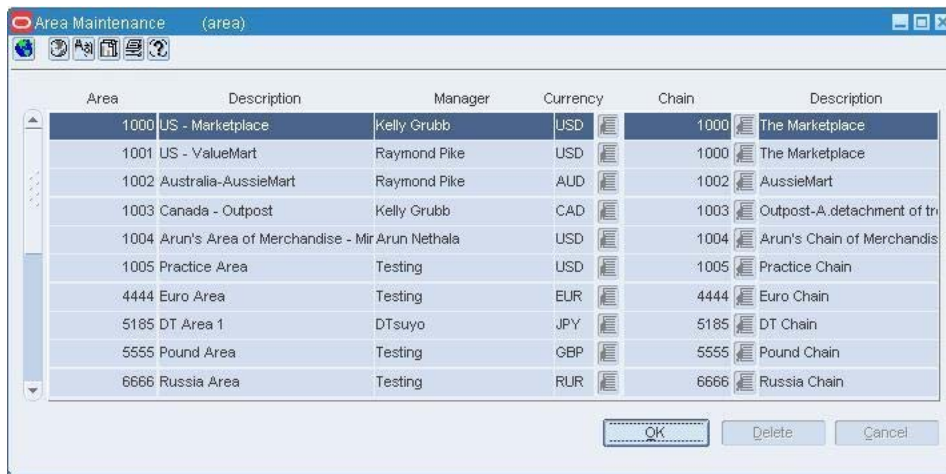 Area Maintenance (area)
Area Description Manager Currency Chain Description
1000 US - Marketplace Kelly Grubb USD 1000 The Marketplace
1001 US - ValueMart Raymond Pike USD 1000 The Marketplace
1002 Australia-AussieMart Raymond Pike AUD 1002 AussieMart
1003 Canada - Outpost Kelly Grubb CAD 1003 Outpost-A.detachment of tr
1004 Arun's Area of Merchandise - Mir Arun Nethala USD 1004 Arun's Chain of Merchandis
1005 Practice Area Testing USD 1005 Practice Chain
4444 Euro Area Testing EUR 4444 Euro Chain
5185 DT Area 1 DTsuyo JPY 5185 DT Chain
5555 Pound Area Testing GBP 5555 Pound Chain
6666 Russia Area Testing RUR 6666 Russia Chain
OK Delete Cancel